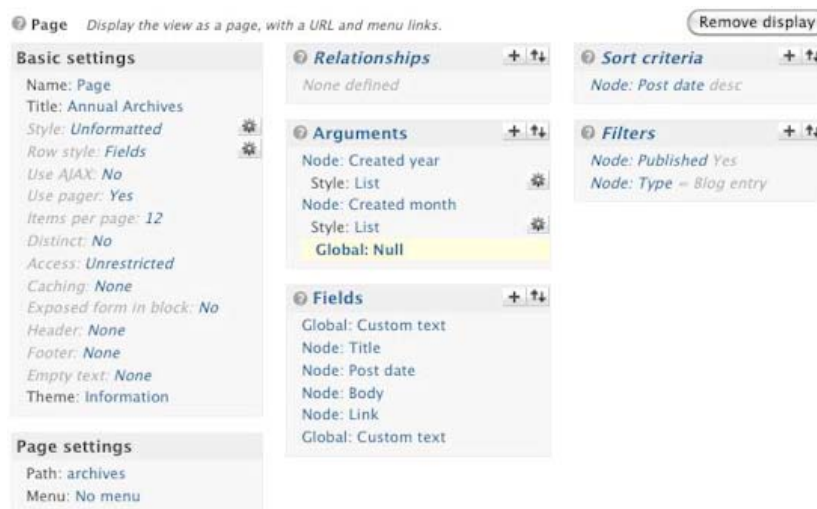 Page Display the view as a page, with a URL and menu links.
Remove display
Basic settings
Name: Page
Title: Annual Archives
Style: Unformatted
Row style: Fields
Use AJAX: No
Use pager: Yes
Items per page: 12
Distinct: No
Access: Unrestricted
Caching: None
Exposed form in block: No
Header: None
Footer: None
Empty text: None
Theme: Information
Page settings
Path: archives
Menu: No menu
Relationships
None defined
Arguments
Node: Created year
Style: List
Node: Created month
Style: List
Global: Null
Fields
Global: Custom text
Node: Title
Node: Post date
Node: Body
Node: Link
Global: Custom text
Sort criteria
Node: Post date desc
Filters
Node: Published Yes
Node: Type = Blog entry